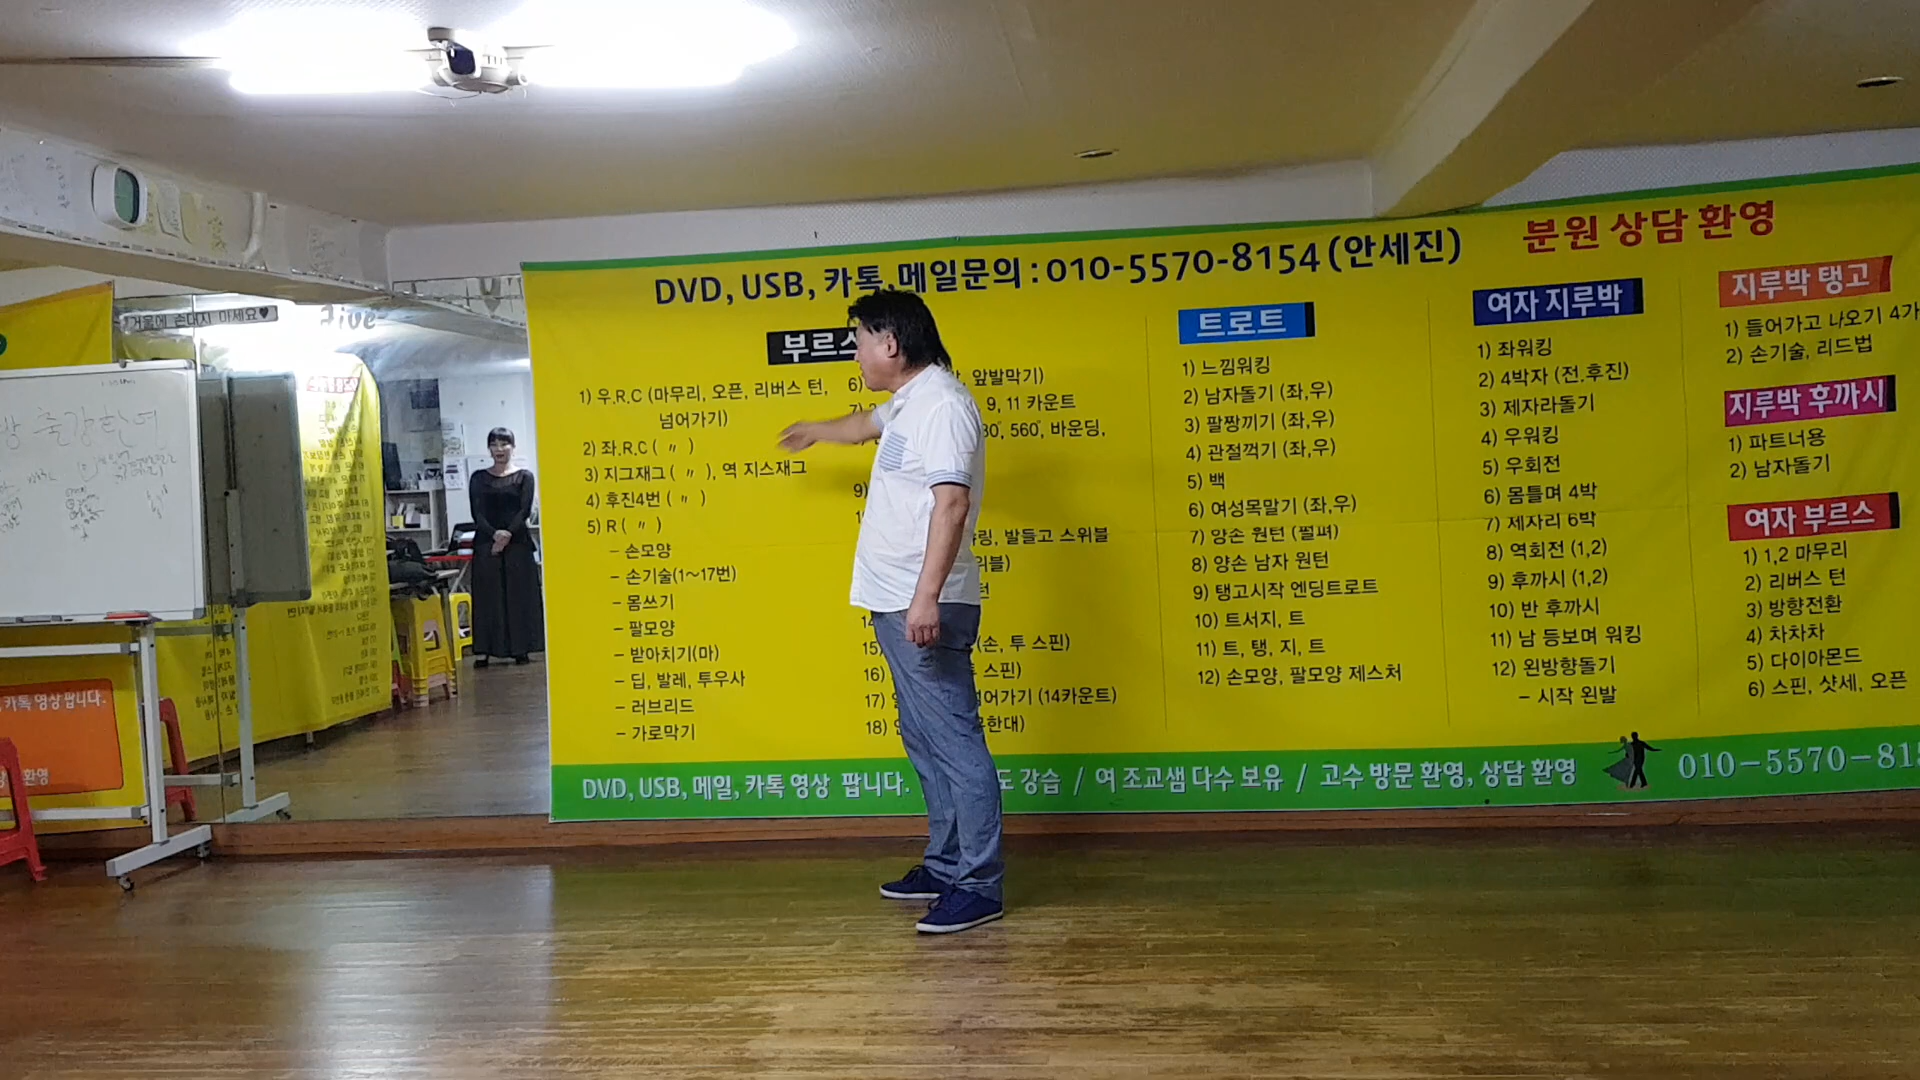 DVD, USB, 카톡, 메일문의 : 010-5570-8154 (안세진)
분원 상담 환영
거울에 손대지 마세요♥
부르스
1) 우.R.C (마무리, 오픈, 리버스 턴,
넘어가기)
2) 좌.R.C ( 〃 )
3) 지그재그 ( 〃 ), 역 지스재그
4) 후진4번 ( 〃 )
5) R ( 〃 )
– 손모양
– 손기술(1~17번)
– 몸쓰기
– 팔모양
– 받아치기(마)
– 딥, 발레, 투우사
– 러브리드
– 가로막기
6) , 앞발막기)
7) 9, 11 카운트
560°, 바운딩,
9)
발들고 스위블
14
15) (손, 투 스핀)
16) 스핀)
17) 넘어가기 (14카운트)
18)
트로트
1) 느낌워킹
2) 남자돌기 (좌,우)
3) 팔짱끼기 (좌,우)
4) 관절꺽기 (좌,우)
5) 백
6) 여성목말기 (좌,우)
7) 양손 원턴 (펄펴)
8) 양손 남자 원턴
9) 탱고시작 엔딩트로트
10) 트서지, 트
11) 트, 탱, 지, 트
12) 손모양, 팔모양 제스처
여자 지루박
1) 좌워킹
2) 4박자 (전.후진)
3) 제자라돌기
4) 우워킹
5) 우회전
6) 몸틀며 4박
7) 제자리 6박
8) 역회전 (1,2)
9) 후까시 (1,2)
10) 반 후까시
11) 남 등보며 워킹
12) 왼방향돌기
– 시작 왼발
지루박 탱고
1) 들어가고 나오기 4가
2) 손기술, 리드법
지루박 후까시
1) 파트너용
2) 남자돌기
여자 부르스
1) 1,2 마무리
2) 리버스 턴
3) 방향전환
4) 차차차
5) 다이아몬드
6) 스핀, 샷세, 오픈
DVD, USB, 메일, 카톡 영상 팝니다.
도 강습 / 여 조교샘 다수 보유 / 고수 방문 환영, 상담 환영
010-5570-815
카톡 영상 팝니다.
환영